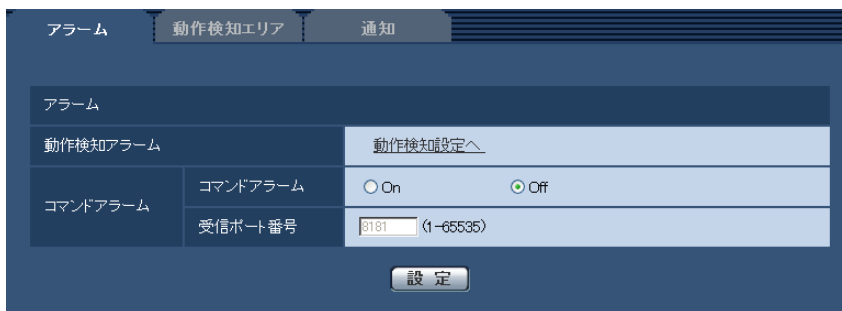 アラーム 動作検知エリア 通知
アラーム
動作検知アラーム 動作検知設定へ
コマンドアラーム コマンドアラーム On Off
受信ポート番号 8181 (1-65535)
設 定